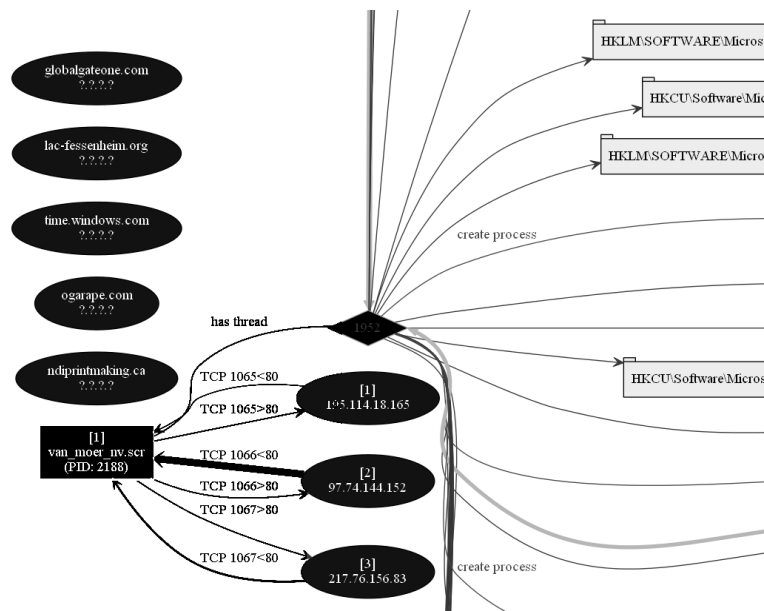 HKLM\SOFTWARE\Micros
globalgateone.com
?.?.?.?
HKCU\Software\Mic
lac-fessenheim.org
?.?.?.?
HKLM\SOFTWARE\Micros
time.windows.com
?.?.?.?
create process
ogarape.com
?.?.?.?
has thread
1952
ndiprintmaking.ca
?.?.?.?
HKCU\Software\Micros
TCP 1065<80
[1]
195.114.18.165
TCP 1065>80
[1]
van_moer_nv.scr
(PID: 2188)
TCP 1066<80
[2]
97.74.144.152
TCP 1066>80
TCP 1067>80
TCP 1067<80
[3]
217.76.156.83
create process